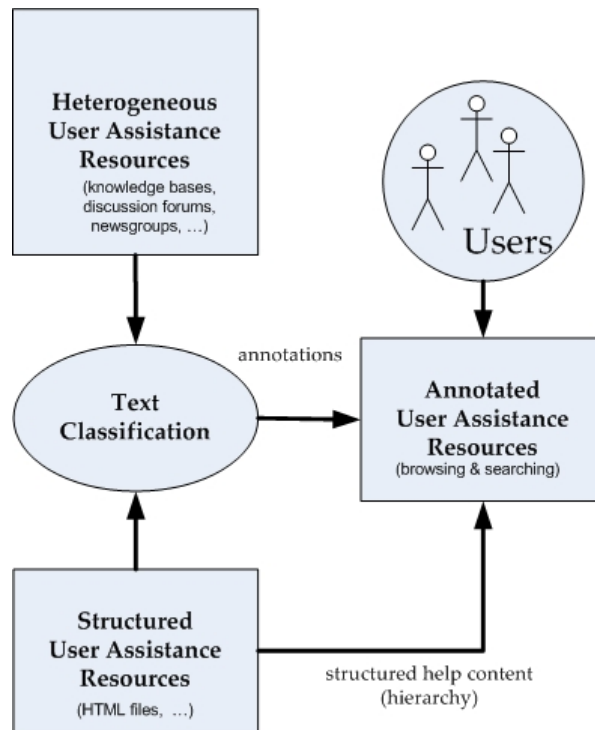 Heterogeneous
User Assistance
Resources
(knowledge bases,
discussion forums,
newsgroups, ...)
Users
annotations
Text
Classification
Annotated
User Assistance
Resources
(browsing & searching)
Structured
User Assistance
Resources
(HTML files, ...)
structured help content
(hierarchy)